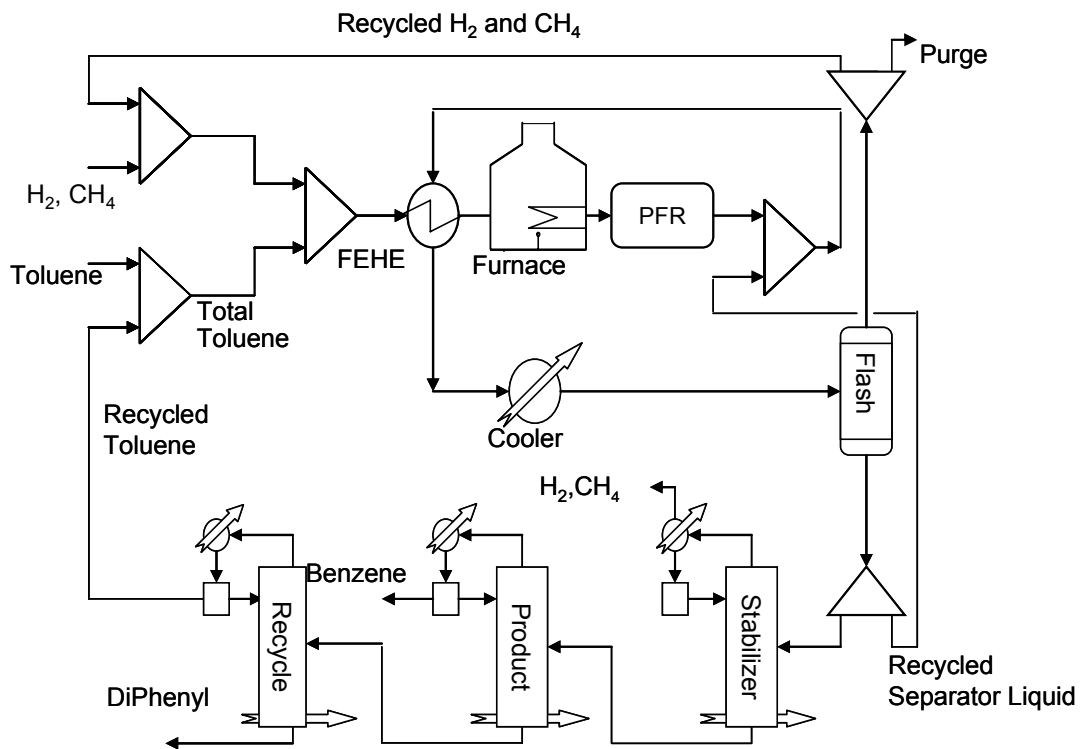 Recycled H₂ and CH₄
Purge
H₂, CH₄
Toluene
Total
Toluene
FEHE
Furnace
PFR
Flash
Recycled
Toluene
Cooler
H₂,CH₄
Benzene
Recycle
Product
Stabilizer
DiPhenyl
Recycled
Separator Liquid